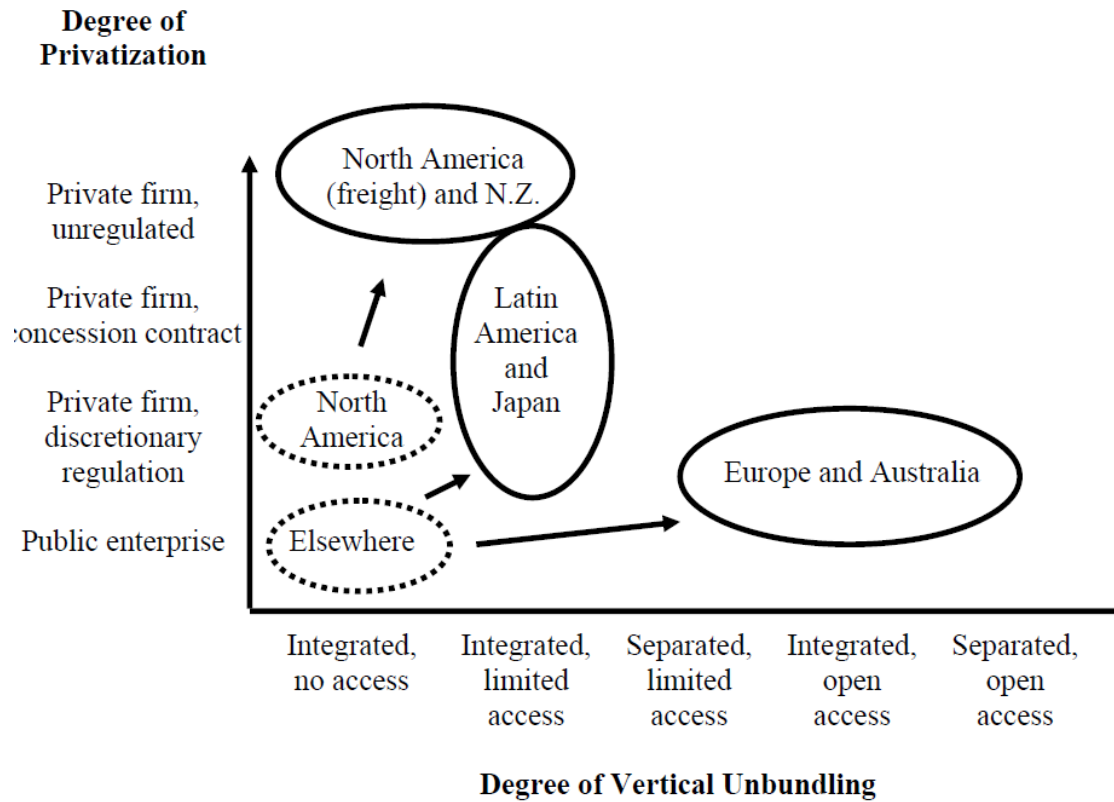 Degree of
Privatization
North America
(freight) and N.Z.
Private firm,
unregulated
Private firm,
concession contract
Latin
America
and
Japan
North
America
Private firm,
discretionary
regulation
Europe and Australia
Public enterprise
Elsewhere
Integrated,
no access
Integrated,
limited
access
Separated,
limited
access
Integrated,
open
access
Separated,
open
access
Degree of Vertical Unbundling